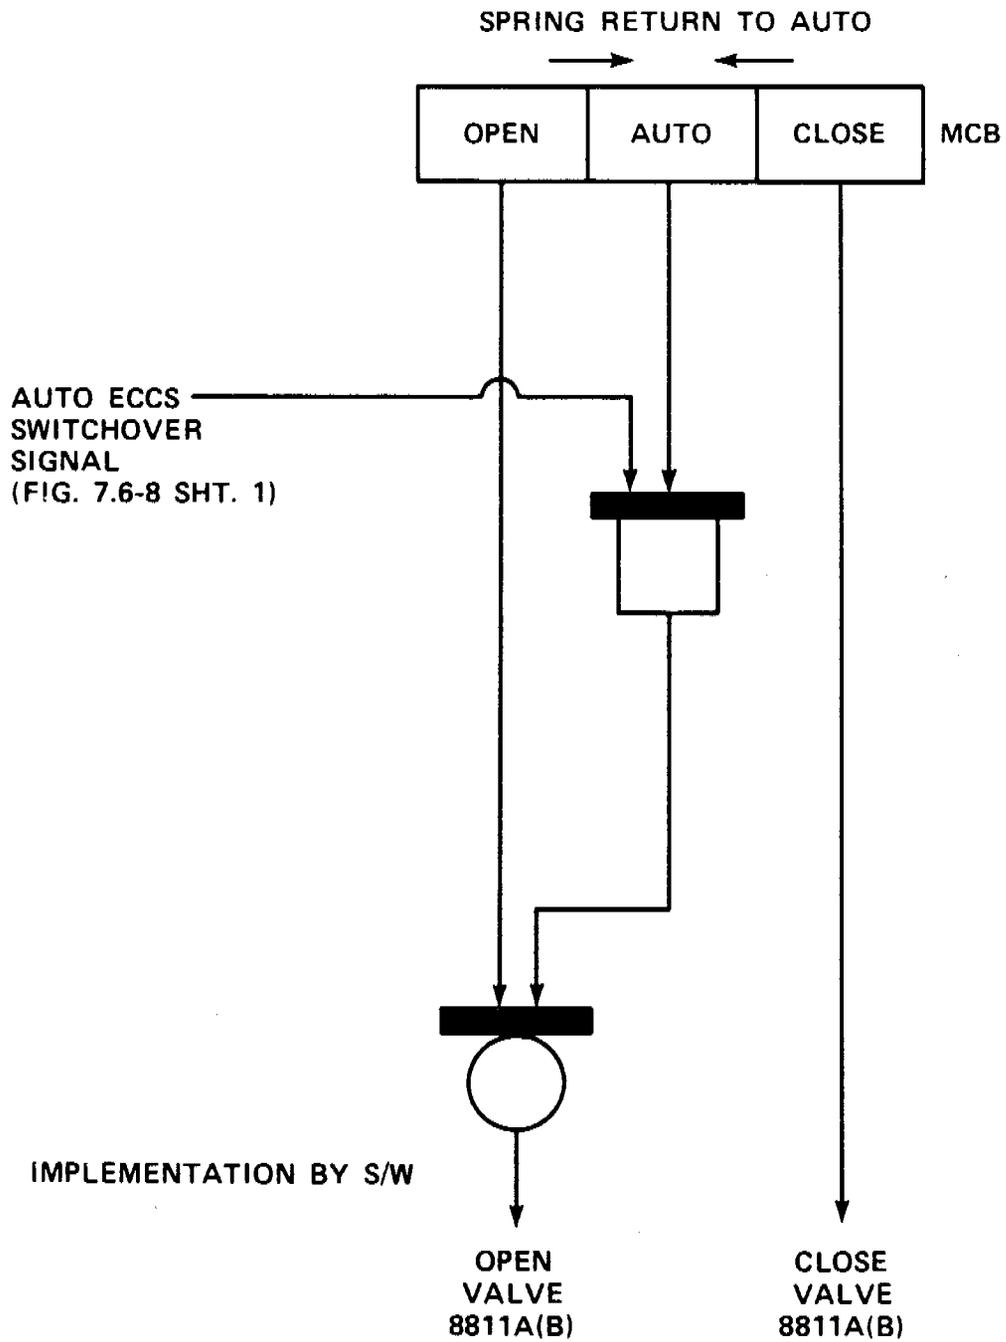 SPRING RETURN TO AUTO
OPEN AUTO CLOSE MCB
AUTO ECCS
SWITCHOVER
SIGNAL
(FIG. 7.6-8 SHT. 1)
IMPLEMENTATION BY S/W
OPEN
VALVE
8811A(B)
CLOSE
VALVE
8811A(B)